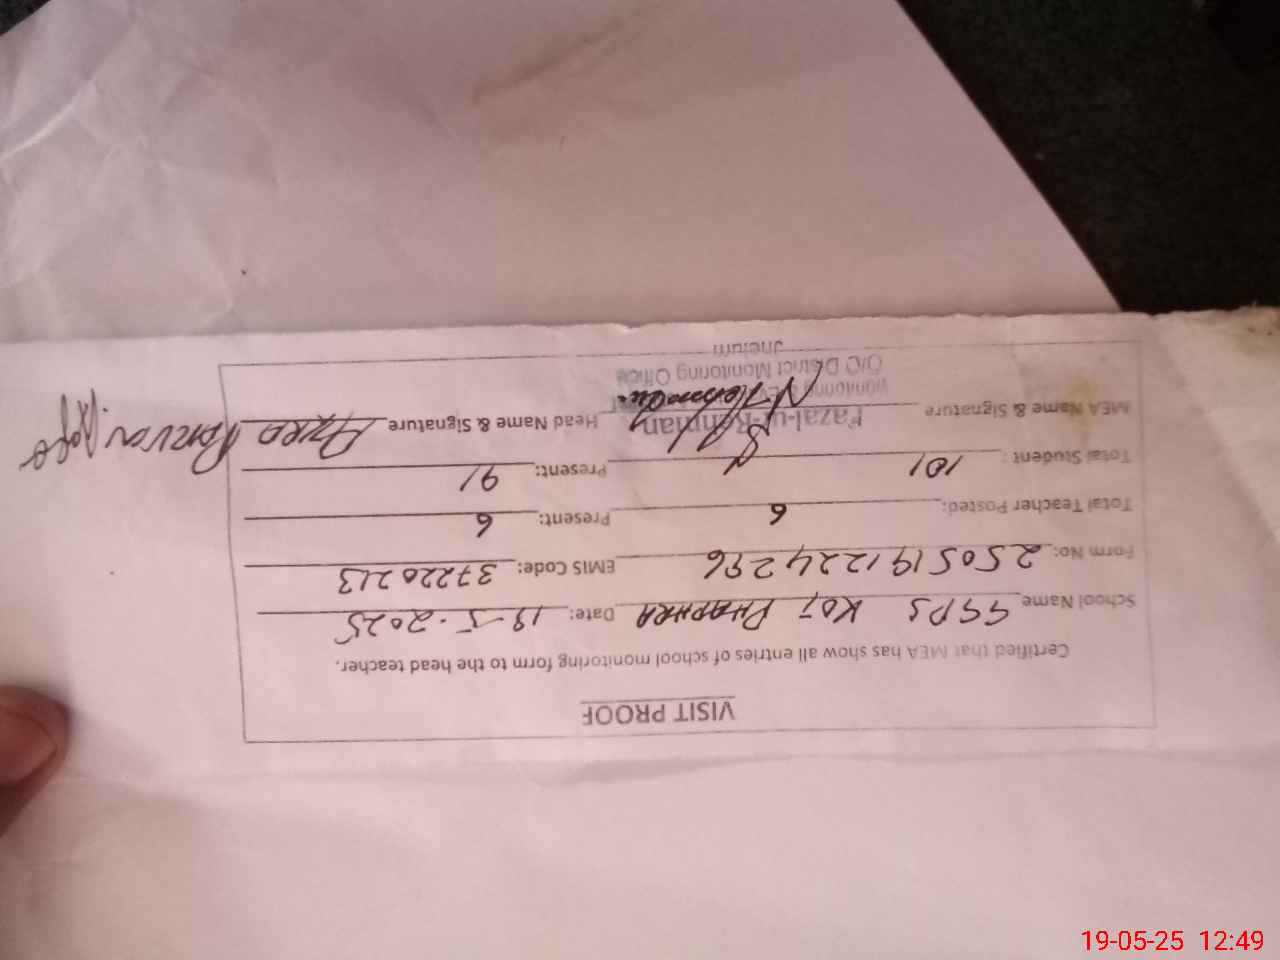 VISIT PROOF
Certified that MEA has show all entries of school monitoring form to the head teacher.
School Name GGPS KOT PHAPHRA Date: 19-5-2025
Form No: 2505191224296 EMIS Code: 37220213
Total Teacher Posted: 6 Present: 6
Total Student: 101 Present: 91
MEA Name & Signature Fazal-ur-Rehman Head Name & Signature
Monitoring
O/O District Monitoring Office
Jhelum
19-05-25 12:49